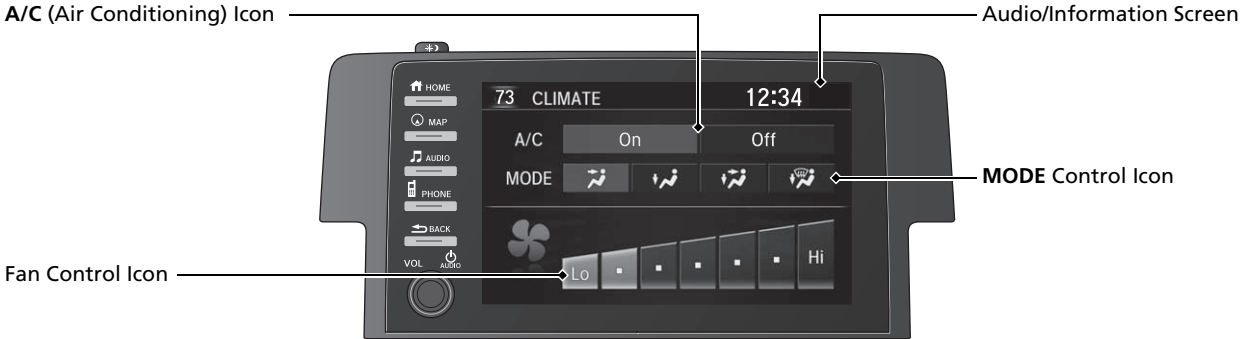 A/C (Air Conditioning) Icon
Audio/Information Screen
HOME
73 CLIMATE 12:34
MAP
A/C On Off
AUDIO
MODE
MODE Control Icon
PHONE
BACK
VOL AUDIO
Lo Hi
Fan Control Icon